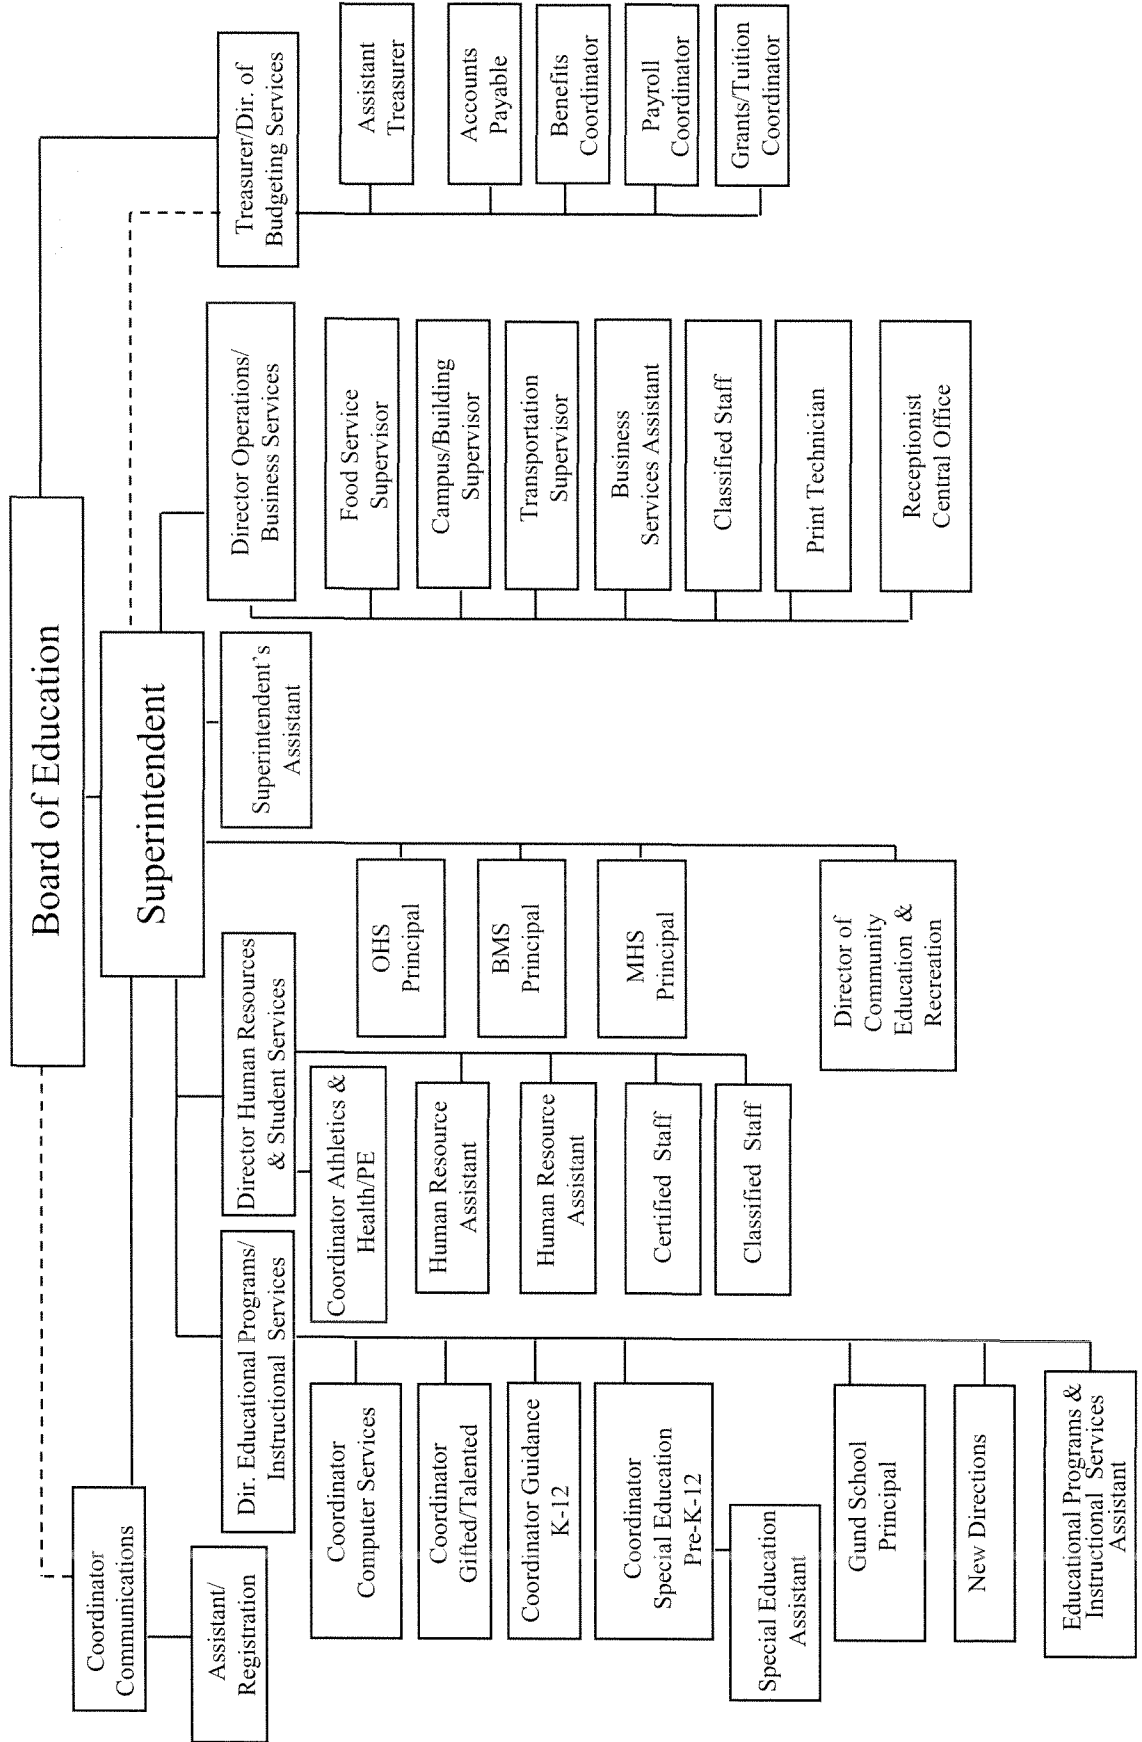 Board of Education
Superintendent
Coordinator
Communications
Assistant/
Registration
Dir. Educational Programs/
Instructional Services
Coordinator
Computer Services
Coordinator
Gifted/Talented
Coordinator Guidance
K-12
Coordinator
Special Education
Pre-K-12
Special Education
Assistant
Gund School
Principal
New Directions
Educational Programs &
Instructional Services
Assistant
Director Human Resources
& Student Services
Coordinator Athletics &
Health/PE
Human Resource
Assistant
Human Resource
Assistant
Certified Staff
Classified Staff
OHS
Principal
BMS
Principal
MHS
Principal
Director of
Community
Education &
Recreation
Superintendent's
Assistant
Director Operations/
Business Services
Food Service
Supervisor
Campus/Building
Supervisor
Transportation
Supervisor
Business
Services Assistant
Classified Staff
Print Technician
Receptionist
Central Office
Treasurer/Dir. of
Budgeting Services
Assistant
Treasurer
Accounts
Payable
Benefits
Coordinator
Payroll
Coordinator
Grants/Tuition
Coordinator